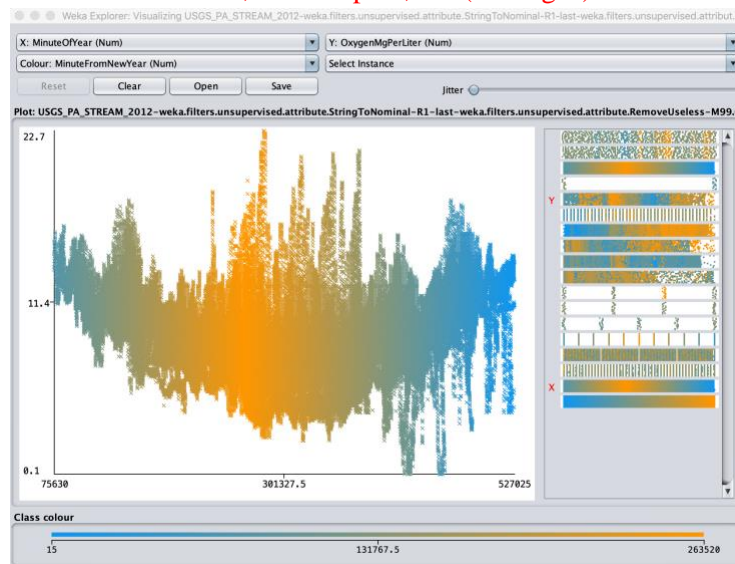 Weka Explorer: Visualizing USGS_PA_STREAM_2012-weka.filters.unsupervised.attribute.StringToNominal-R1-last-weka.filters.unsupervised.attribut.
X: MinuteOfYear (Num)
Y: OxygenMgPerLiter (Num)
Colour: MinuteFromNewYear (Num)
Select Instance
Reset
Clear
Open
Save
Jitter
Plot: USGS_PA_STREAM_2012-weka.filters.unsupervised.attribute.StringToNominal-R1-last-weka.filters.unsupervised.attribute.RemoveUseless-M99.
22.7
11.4
0.1
75630
301327.5
527025
Y
X
Class colour
15
131767.5
263520